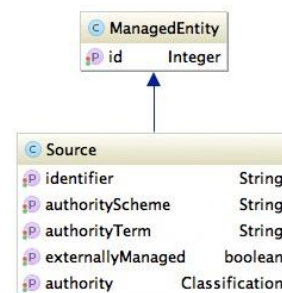 C ManagedEntity
P id Integer
C Source
P identifier String
P authorityScheme String
P authorityTerm String
P externallyManaged boolean
P authority Classification